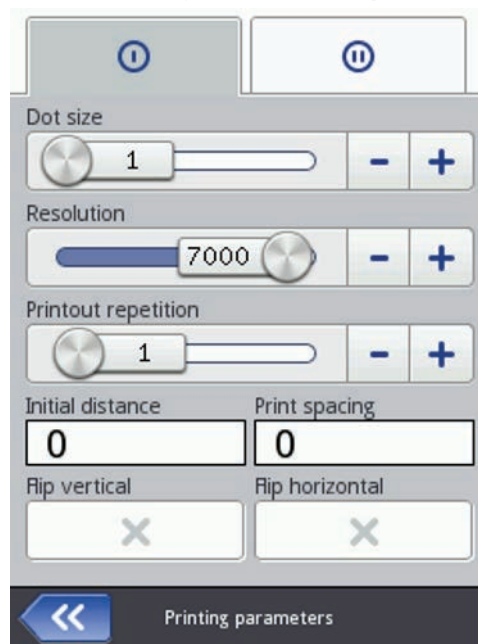 I II
Dot size
1 - +
Resolution
7000 - +
Printout repetition
1 - +
Initial distance Print spacing
0 0
Flip vertical Flip horizontal
Printing parameters